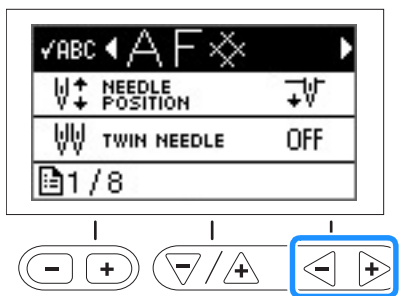 ABC A F
NEEDLE
POSITION
TWIN NEEDLE OFF
1/8
- + - / +